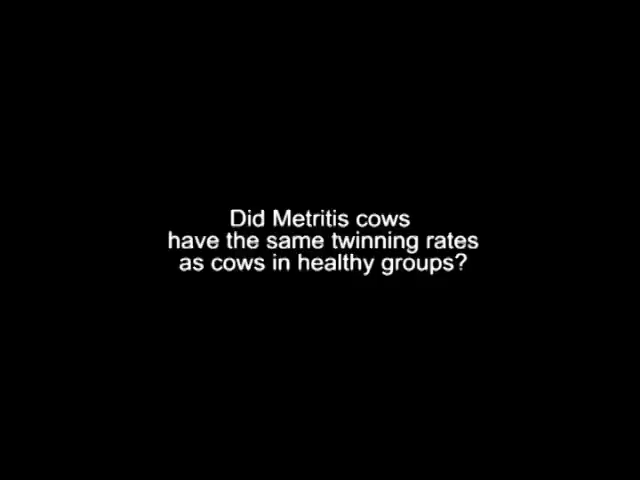 Did Metritis cows
have the same twinning rates
as cows in healthy groups?